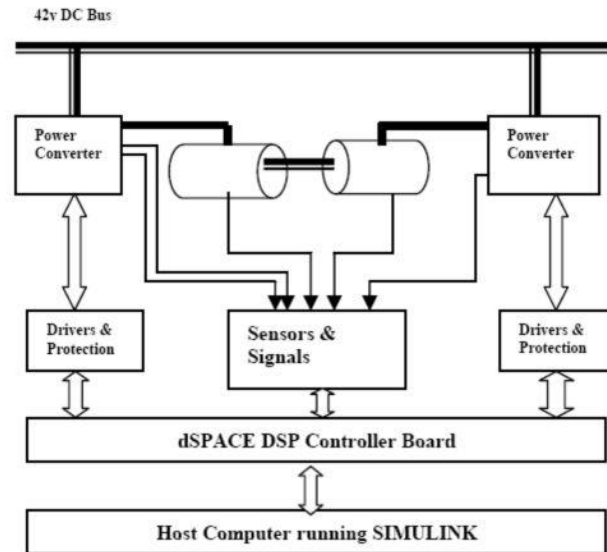 42v DC Bus
Power
Converter
Power
Converter
Drivers &
Protection
Sensors &
Signals
Drivers &
Protection
dSPACE DSP Controller Board
Host Computer running SIMULINK